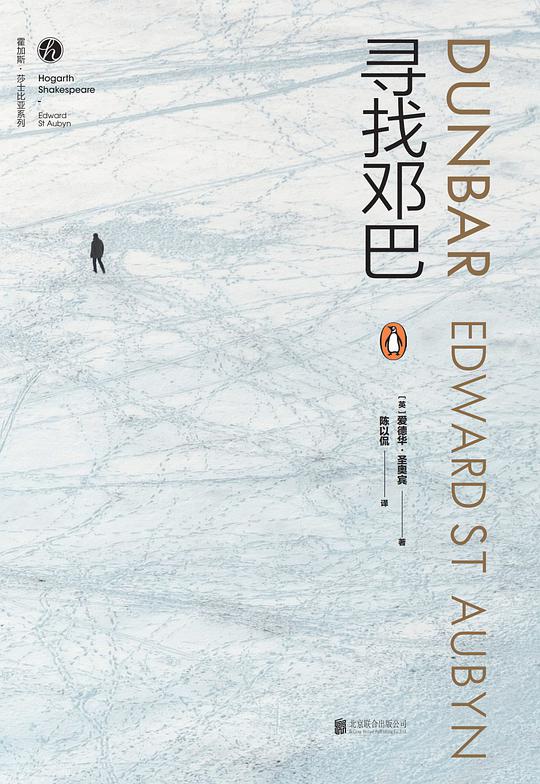 霍加斯·莎士比亚系列
h
Hogarth
Shakespeare
-
Edward
St Aubyn
寻找邓巴
DUNBAR EDWARD ST AUBYN
[英]爱德华·圣奥宾 著
陈以侃 译
北京联合出版公司